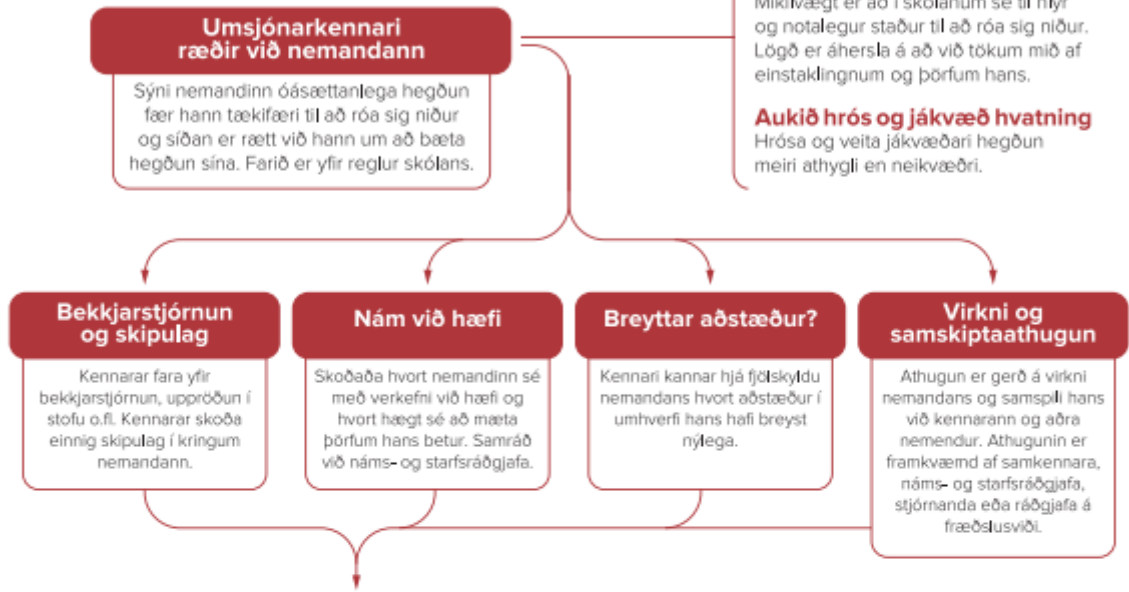 Mikilvægt er að í skólanum sé til hlýr
og notalegur staður til að róa sig niður.
Lögð er áhersla á að við tökum mið af
einstaklingnum og þörfum hans.
Aukið hrós og jákvæð hvatning
Hrósa og veita jákvæðari hegðun
meiri athygli en neikvæðri.
Umsjónarkennari
ræðir við nemandann
Sýni nemandinn óásættanlega hegðun
fær hann tækifæri til að róa sig niður
og síðan er rætt við hann um að bæta
hegðun sína. Farið er yfir reglur skólans.
Bekkjarstjórnun
og skipulag
Kennarar fara yfir
bekkjarstjórnun, uppröðun í
stofu o.fl. Kennarar skoða
einnig skipulag í kringum
nemandann.
Nám við hæfi
Skoðaða hvort nemandinn sé
með verkefni við hæfi og
hvort hægt sé að mæta
þörfum hans betur. Samráð
við náms- og starfsráðgjafa.
Breyttar aðstæður?
Kennari kannar hjá fjölskyldu
nemandans hvort aðstæður í
umhverfi hans hafi breyst
nýlega.
Virkni og
samskiptaathugun
Athugun er gerð á virkni
nemandans og samspili hans
við kennarann og aðra
nemendur. Athugunin er
framkvæmd af samkennara,
náms- og starfsráðgjafa,
stjórnanda eða ráðgjafa á
fræðslusviði.